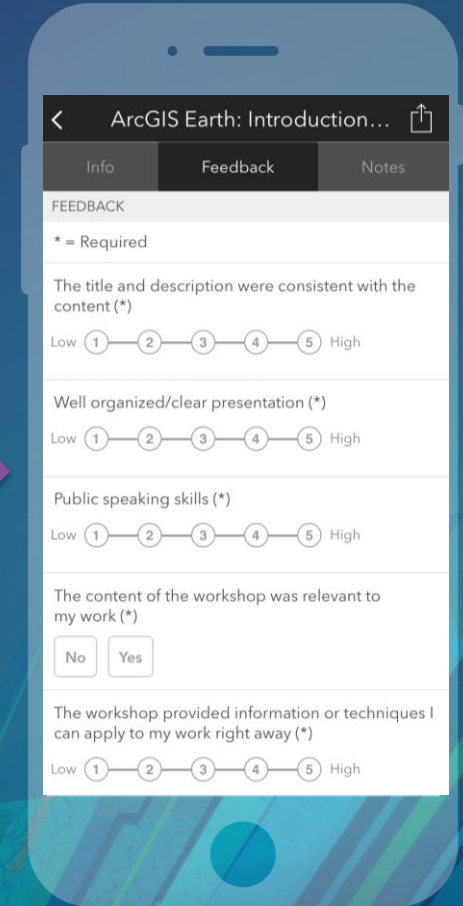 ArcGIS Earth: Introduction...
Info Feedback Notes
FEEDBACK
* = Required
The title and description were consistent with the
content (*)
Low 1 2 3 4 5 High
Well organized/clear presentation (*)
Low 1 2 3 4 5 High
Public speaking skills (*)
Low 1 2 3 4 5 High
The content of the workshop was relevant to
my work (*)
No Yes
The workshop provided information or techniques I
can apply to my work right away (*)
Low 1 2 3 4 5 High